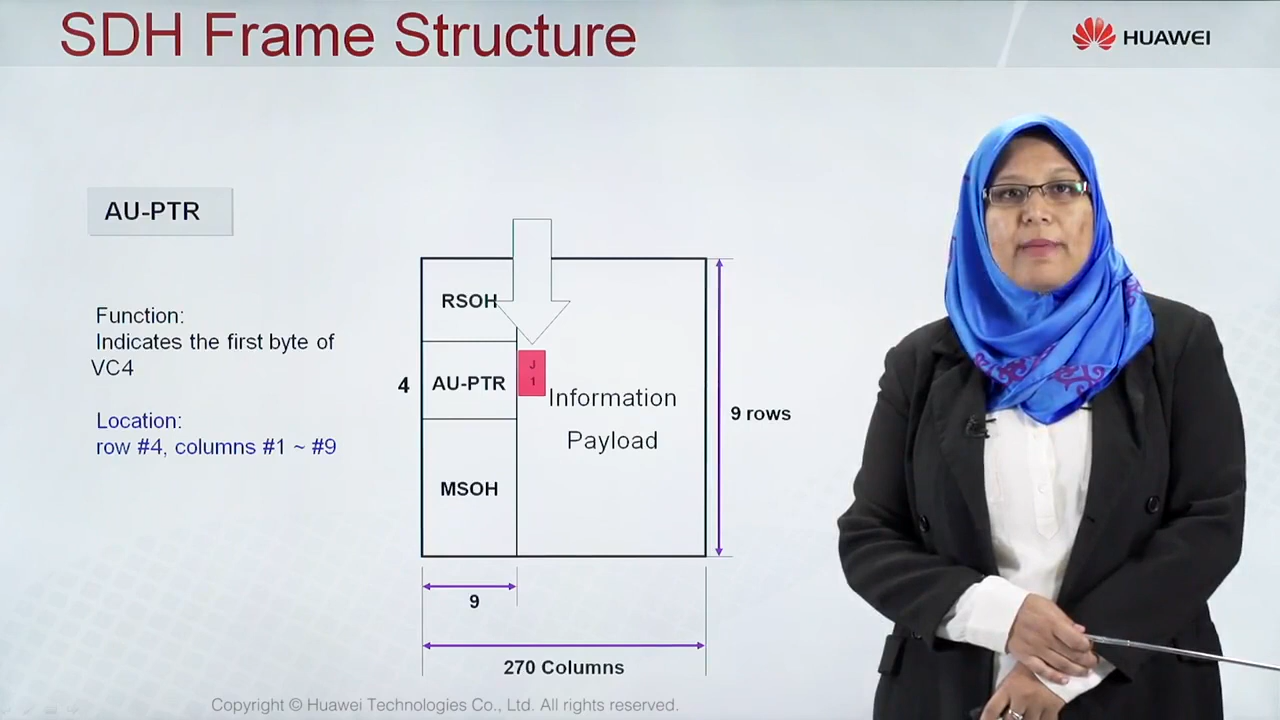 SDH Frame Structure
HUAWEI
AU-PTR
Function:
Indicates the first byte of
VC4
Location:
row #4, columns #1 ~ #9
RSOH
4
AU-PTR
J
1
Information
Payload
MSOH
9 rows
9
270 Columns
Copyright © Huawei Technologies Co., Ltd. All rights reserved.